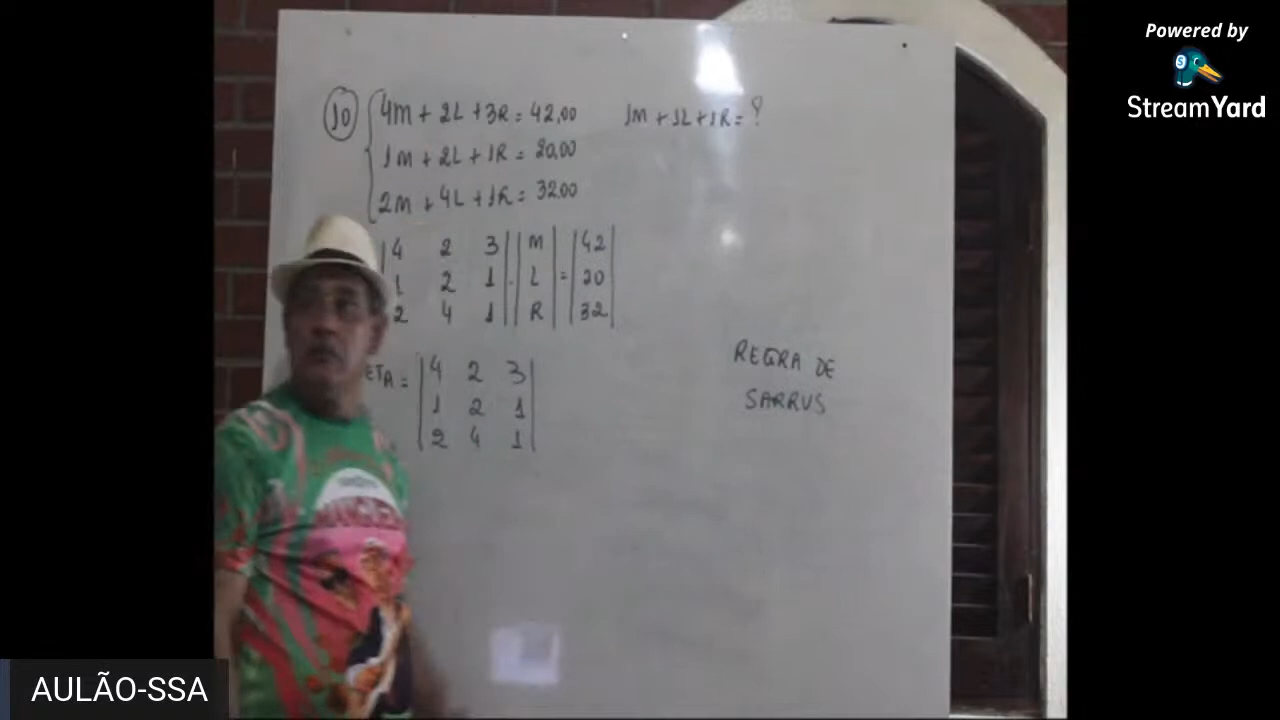 Powered by
StreamYard
10
4M + 2L + 3R = 42,00
1M + 1L + 1R = ?
1M + 2L + 1R = 20,00
2M + 4L + 1R = 32,00
4 2 3 . M = 42
1 2 1 L 20
2 4 1 R 32
ETA = 4 2 3
1 2 1
2 4 1
REGRA DE
SARRUS
AULÃO-SSA